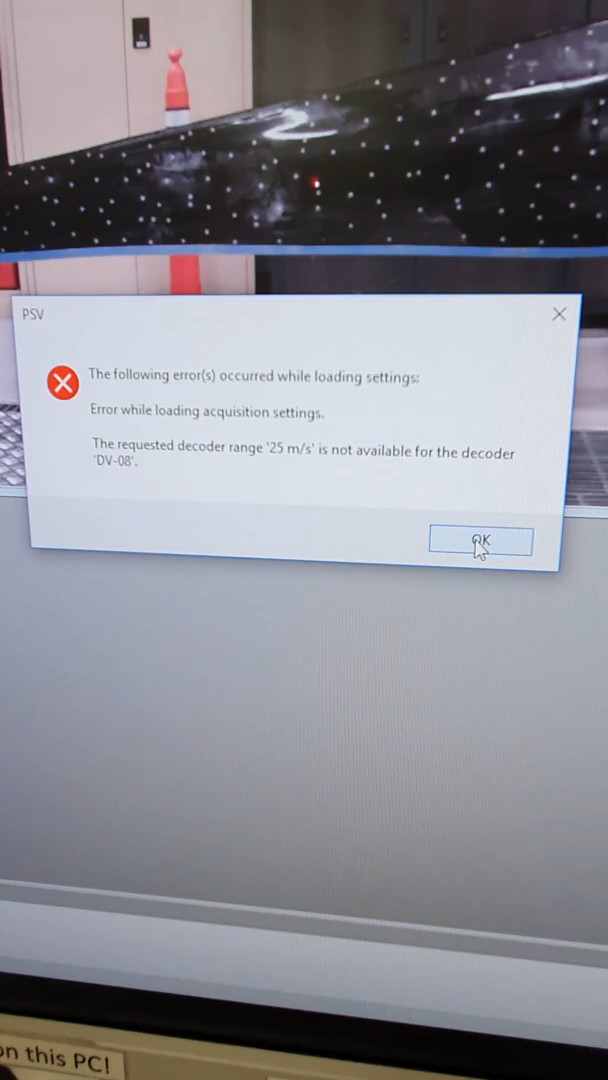 PSV
The following error(s) occurred while loading settings:
Error while loading acquisition settings.
The requested decoder range '25 m/s' is not available for the decoder
'DV-08'.
OK
on this PC!